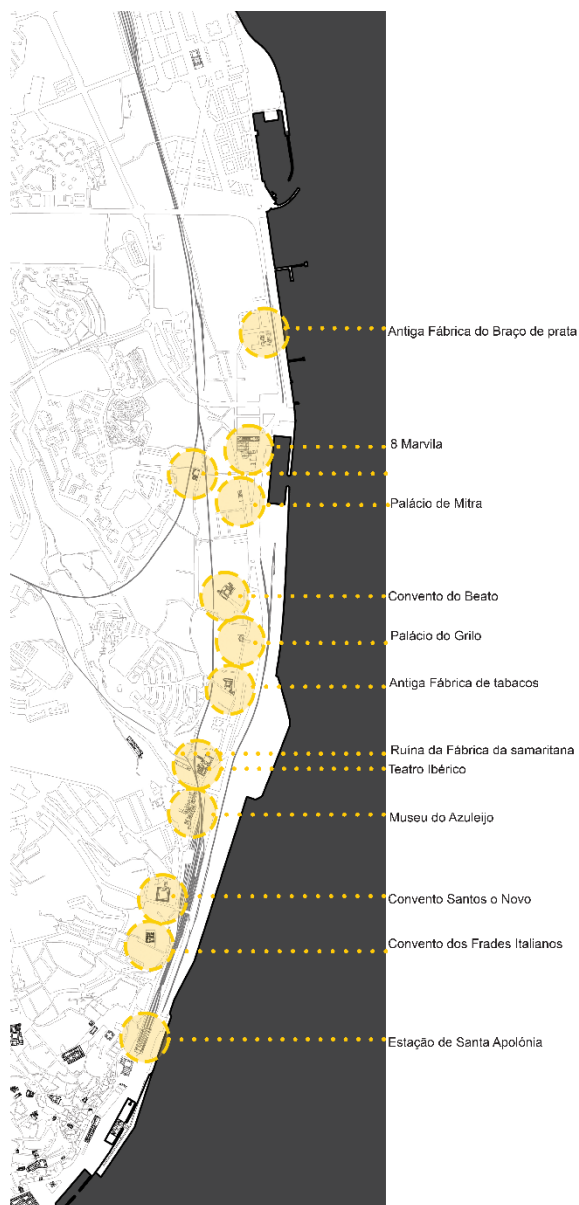 Antiga Fábrica do Braço de prata
8 Marvila
Palácio de Mitra
Convento do Beato
Palácio do Grilo
Antiga Fábrica de tabacos
Ruina da Fábrica da samaritana
Teatro Ibérico
Museu do Azuleijo
Convento Santos o Novo
Convento dos Frades Italianos
Estação de Santa Apolónia